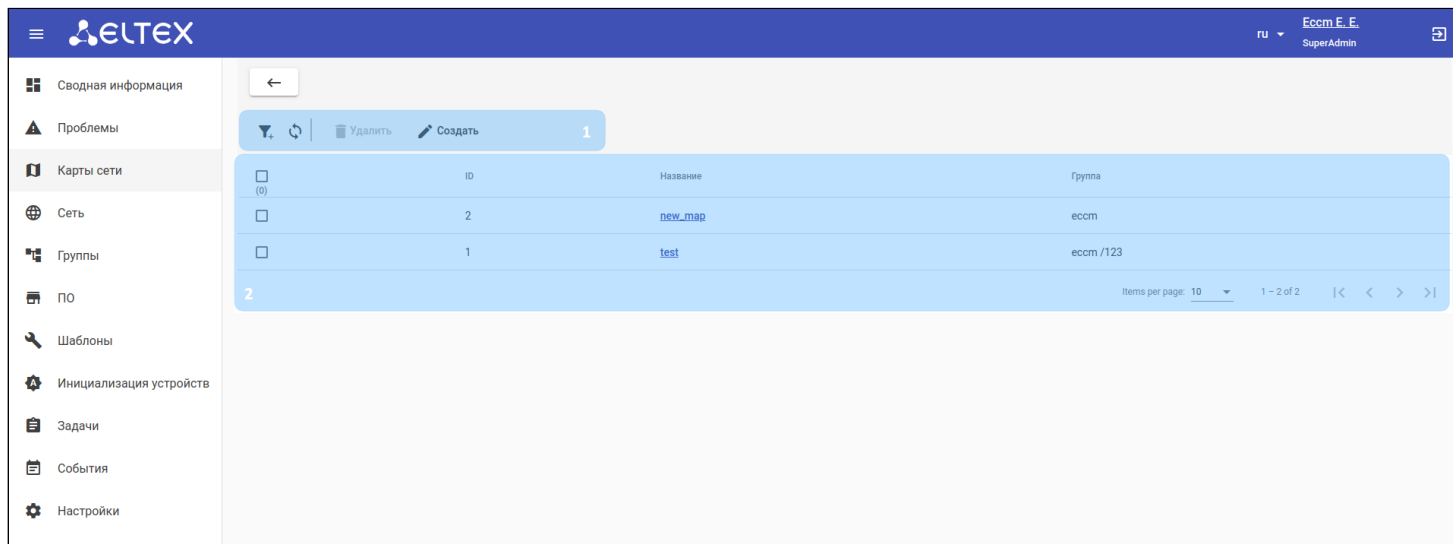 ELTEX
ru
Eccm E. E.
SuperAdmin
Сводная информация
Проблемы
Карты сети
Сеть
Группы
ПО
Шаблоны
Инициализация устройств
Задачи
События
Настройки
Удалить Создать 1
(0) ID Название Группа
2 new_map eccm
1 test eccm /123
2 Items per page: 10 1 – 2 of 2